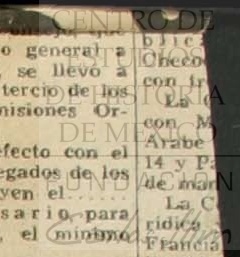 CENTRO DE
ESTUDIOS
DE HISTORIA
DE MÉXICO
FUNDACIÓN
o general a
, se llevó a
tercio de los
misiones Or-
efecto con el
egados de los
yen el
sario para
, el mínimo
blic
Checo
con
La
con M
Arabe
14 y Pa
de mar
La C
rídica
Francia